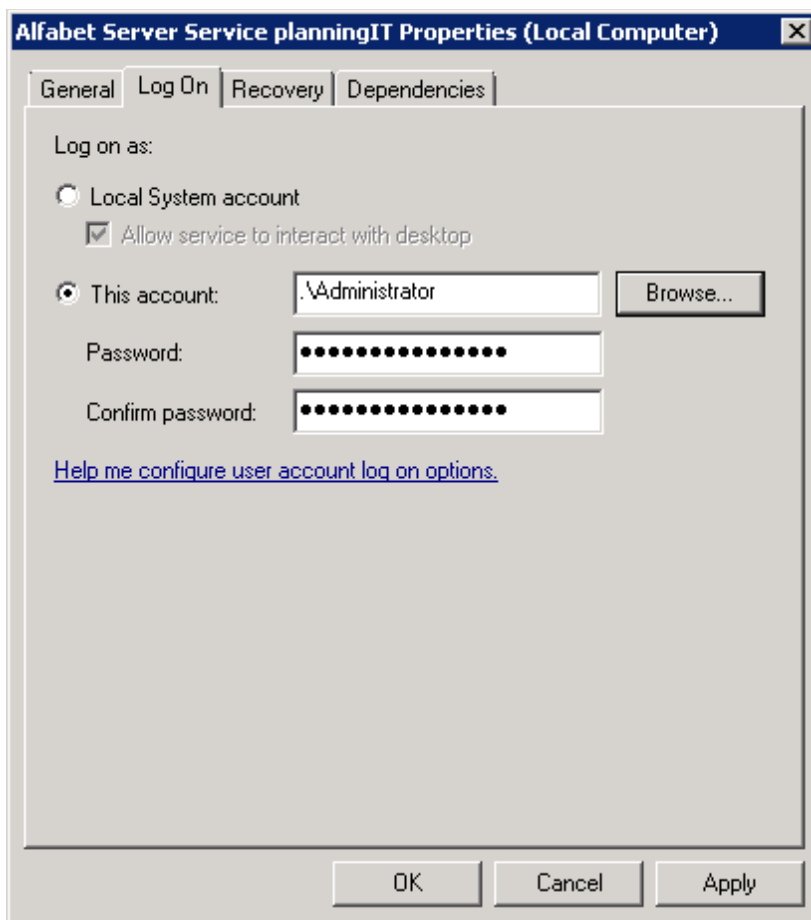 Alfabet Server Service planningIT Properties (Local Computer)
General Log On Recovery Dependencies
Log on as:
Local System account
Allow service to interact with desktop
This account: .\Administrator Browse...
Password: ●●●●●●●●●●●●●●●
Confirm password: ●●●●●●●●●●●●●●●
Help me configure user account log on options.
OK Cancel Apply